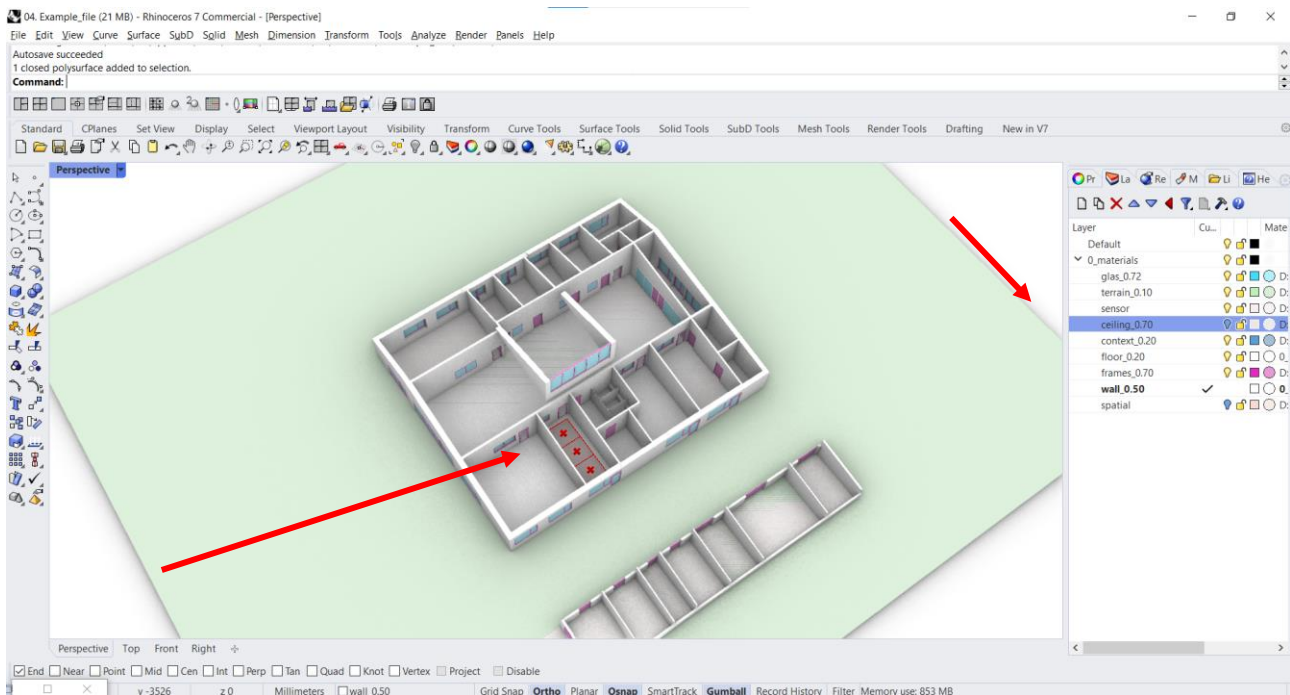 04. Example_file (21 MB) - Rhinoceros 7 Commercial - [Perspective]
File Edit View Curve Surface SubD Solid Mesh Dimension Transform Tools Analyze Render Panels Help
Autosave succeeded
1 closed polysurface added to selection.
Command:
Standard CPlanes Set View Display Select Viewport Layout Visibility Transform Curve Tools Surface Tools Solid Tools SubD Tools Mesh Tools Render Tools Drafting New in V7
Perspective
Pr La Re M Li He
Layer Cu... Mate
Default
0_materials
glas_0.72 D:
terrain_0.10 D:
sensor D:
ceiling_0.70 D:
context_0.20 D:
floor_0.20 0_
frames_0.70 D:
wall_0.50 0_
spatial D:
Perspective Top Front Right
End Near Point Mid Cen Int Perp Tan Quad Knot Vertex Project Disable
y -3526 z 0 Millimeters wall_0.50 Grid Snap Ortho Planar Osnap SmartTrack Gumball Record History Filter Memory use: 853 MB